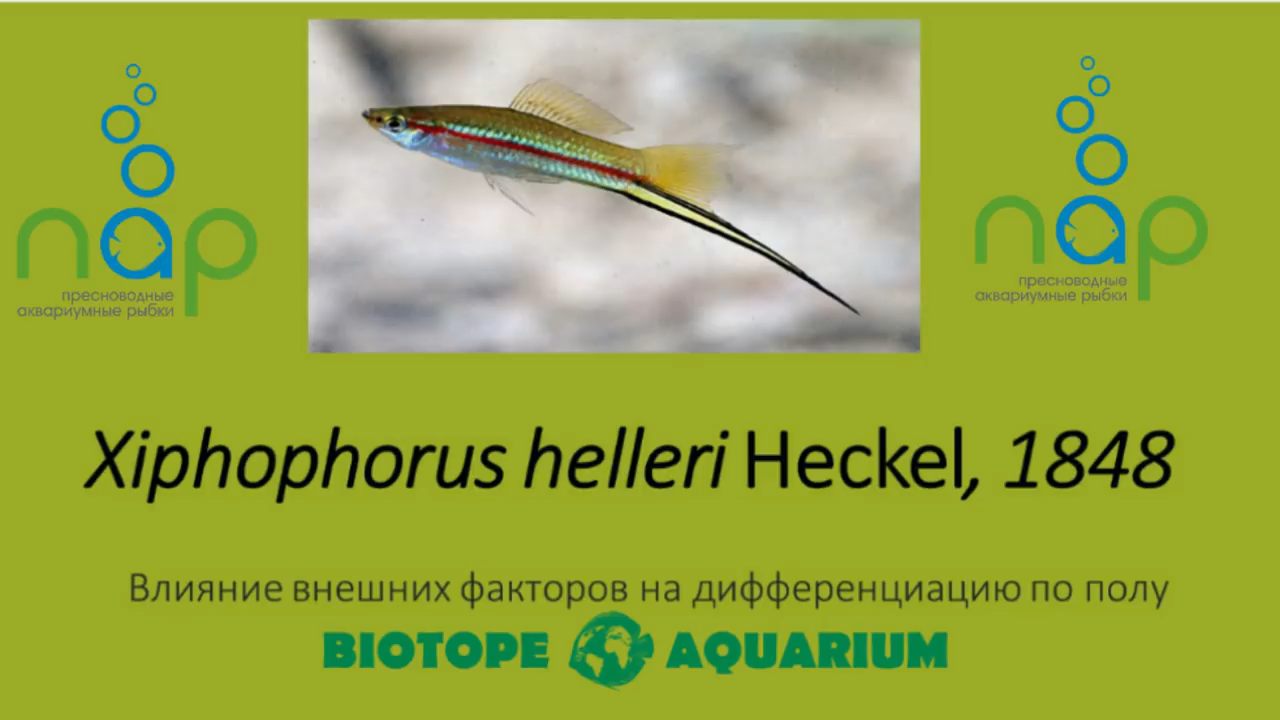 пар
пресноводные
аквариумные рыбки
пар
пресноводные
аквариумные рыбки
Xiphophorus helleri Heckel, 1848
Влияние внешних факторов на дифференциацию по полу
BIOTOPE AQUARIUM